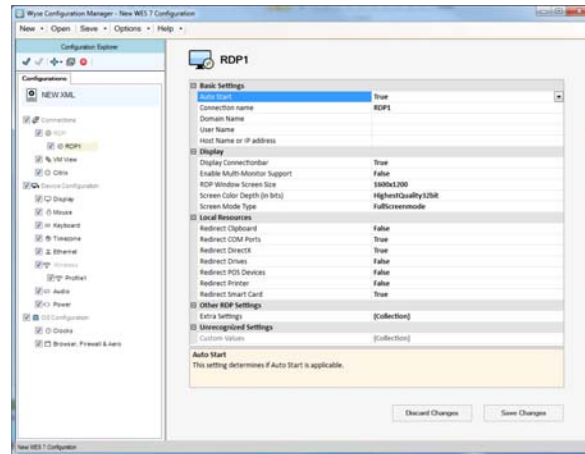 Wyse Configuration Manager - New WES 7 Configuration
New Open Save Options Help
Configuration Explorer
Configurations
NEW XML
Connections
RDP
RDP1
VM View
Citrix
Device Configuration
Display
Mouse
Keyboard
Timezone
Ethernet
Wireless
Profile1
Audio
Power
OS Configuration
Clocks
Browser, Firewall & Aero
RDP1
Basic Settings
Auto Start True
Connection name RDP1
Domain Name
User Name
Host Name or IP address
Display
Display Connectionbar True
Enable Multi-Monitor Support False
RDP Window Screen Size 1600x1200
Screen Color Depth (in bits) HighestQuality32bit
Screen Mode Type FullScreenmode
Local Resources
Redirect Clipboard False
Redirect COM Ports True
Redirect DirectX True
Redirect Drives False
Redirect POS Devices False
Redirect Printer False
Redirect Smart Card True
Other RDP Settings
Extra Settings (Collection)
Unrecognized Settings
Custom Values (Collection)
Auto Start
This setting determines if Auto Start is applicable.
Discard Changes Save Changes
New WES 7 Configuration